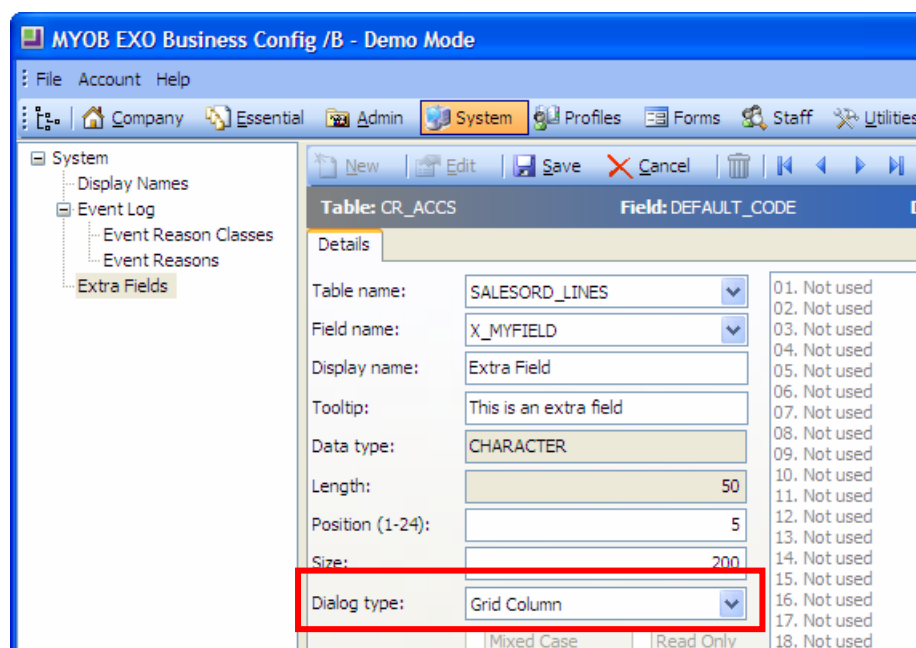 MYOB EXO Business Config /B - Demo Mode
File Account Help
Company Essential Admin System Profiles Forms Staff Utilities
System
Display Names
Event Log
Event Reason Classes
Event Reasons
Extra Fields
New Edit Save Cancel
Table: CR_ACCS Field: DEFAULT_CODE
Details
Table name: SALESORD_LINES
Field name: X_MYFIELD
Display name: Extra Field
Tooltip: This is an extra field
Data type: CHARACTER
Length: 50
Position (1-24): 5
Size: 200
Dialog type: Grid Column
Mixed Case Read Only
01. Not used
02. Not used
03. Not used
04. Not used
05. Not used
06. Not used
07. Not used
08. Not used
09. Not used
10. Not used
11. Not used
12. Not used
13. Not used
14. Not used
15. Not used
16. Not used
17. Not used
18. Not used